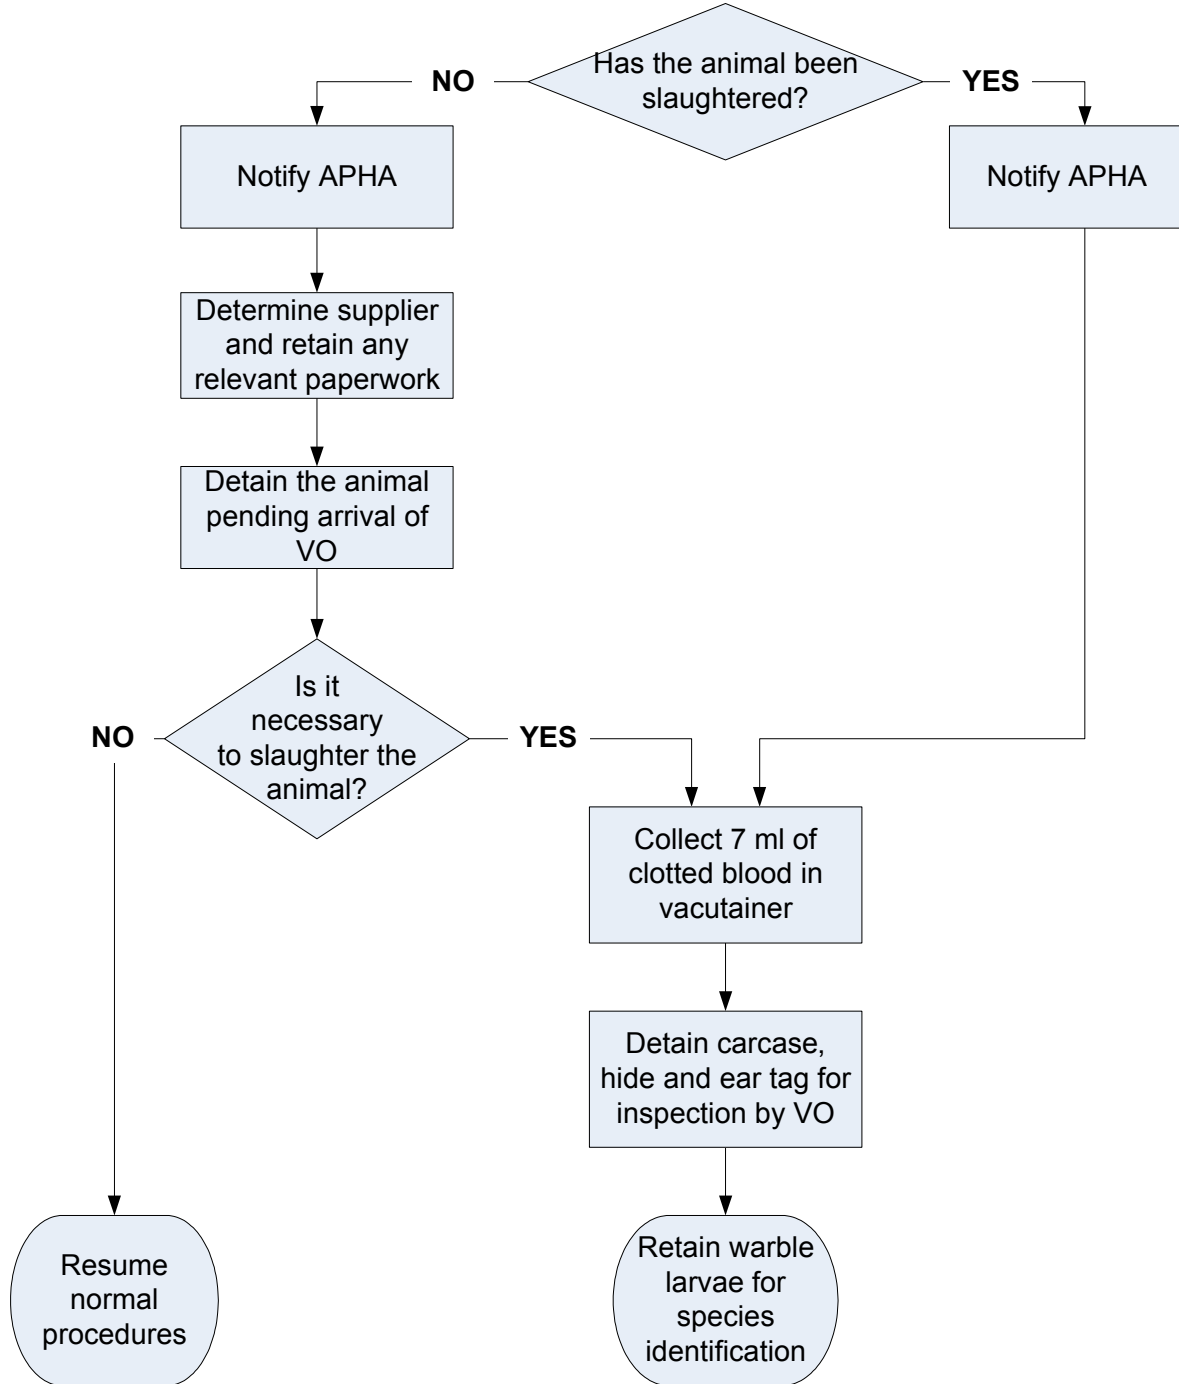 Has the animal been
slaughtered?
NO
YES
Notify APHA
Notify APHA
Determine supplier
and retain any
relevant paperwork
Detain the animal
pending arrival of
VO
Is it
necessary
to slaughter the
animal?
NO
YES
Collect 7 ml of
clotted blood in
vacutainer
Detain carcase,
hide and ear tag for
inspection by VO
Resume
normal
procedures
Retain warble
larvae for
species
identification